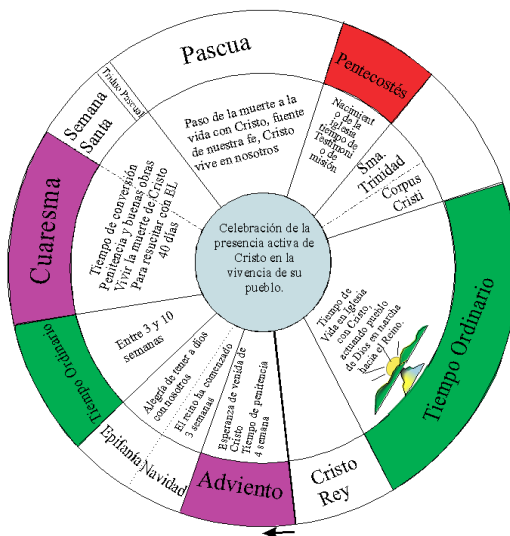 Pascua
Pentecostés
Triduo Pascual
Semana
Santa
Paso de la muerte a la
vida con Cristo, fuente
de nuestra fe, Cristo
vive en nosotros
Nacimient
o de la
iglesia
tiempo de
Testimoni
o de
misión
Sma.
Trinidad
Corpus
Cristi
Cuaresma
Tiempo de conversión
Penitencia y buenas obras
Vivir la muerte de Cristo
Para resucitar con EL
40 días
Celebración de la
presencia activa de
Cristo en la
vivencia de su
pueblo.
Tiempo Ordinario
Tiempo de
Vida en Iglesia
con Cristo,
actuando pueblo
de Dios en marcha
hacia el Reino.
Tiempo Ordinario
Entre 3 y 10
semanas
Alegría de tener a dios
con nosotros
El reino ha comenzado
3 semanas
Esperanza de venida de
Cristo
Tiempo de penitencia
4 semana
Epifanía
Navidad
Adviento
Cristo
Rey